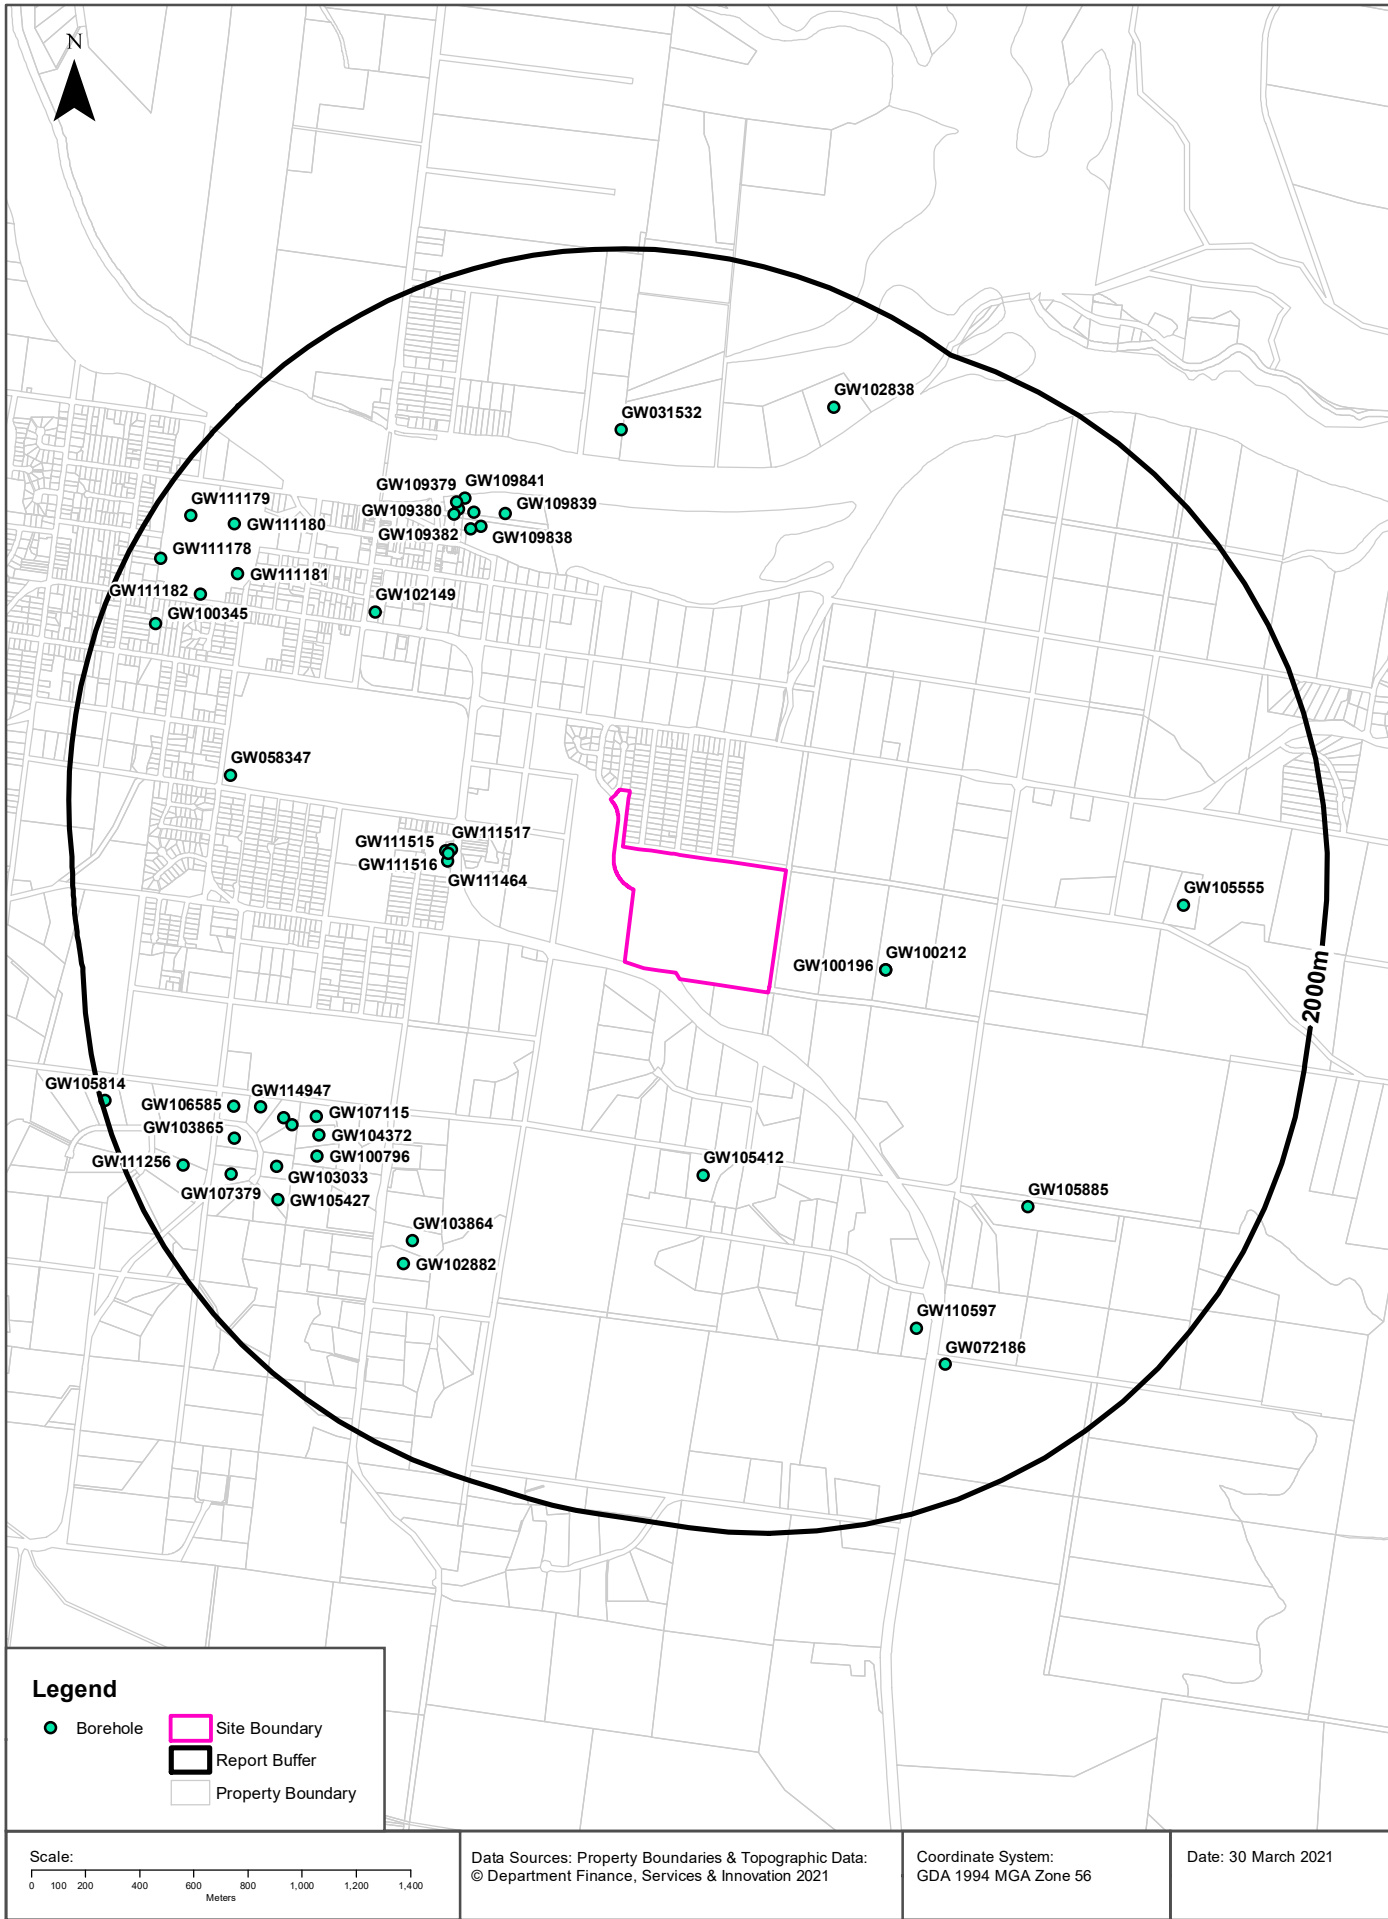 N
GW102838
GW031532
GW109379
GW109841
GW109380
GW109839
GW109382
GW109838
GW111179
GW111180
GW111178
GW111181
GW111182
GW102149
GW100345
GW058347
GW111515
GW111517
GW111516
GW111464
GW105555
GW100196
GW100212
2000m
GW105814
GW106585
GW114947
GW107115
GW103865
GW104372
GW100796
GW111256
GW103033
GW107379
GW105427
GW105412
GW105885
GW103864
GW102882
GW110597
GW072186
Legend
Borehole
Site Boundary
Report Buffer
Property Boundary
Scale:
0 100 200 400 600 800 1,000 1,200 1,400
Meters
Data Sources: Property Boundaries & Topographic Data:
© Department Finance, Services & Innovation 2021
Coordinate System:
GDA 1994 MGA Zone 56
Date: 30 March 2021